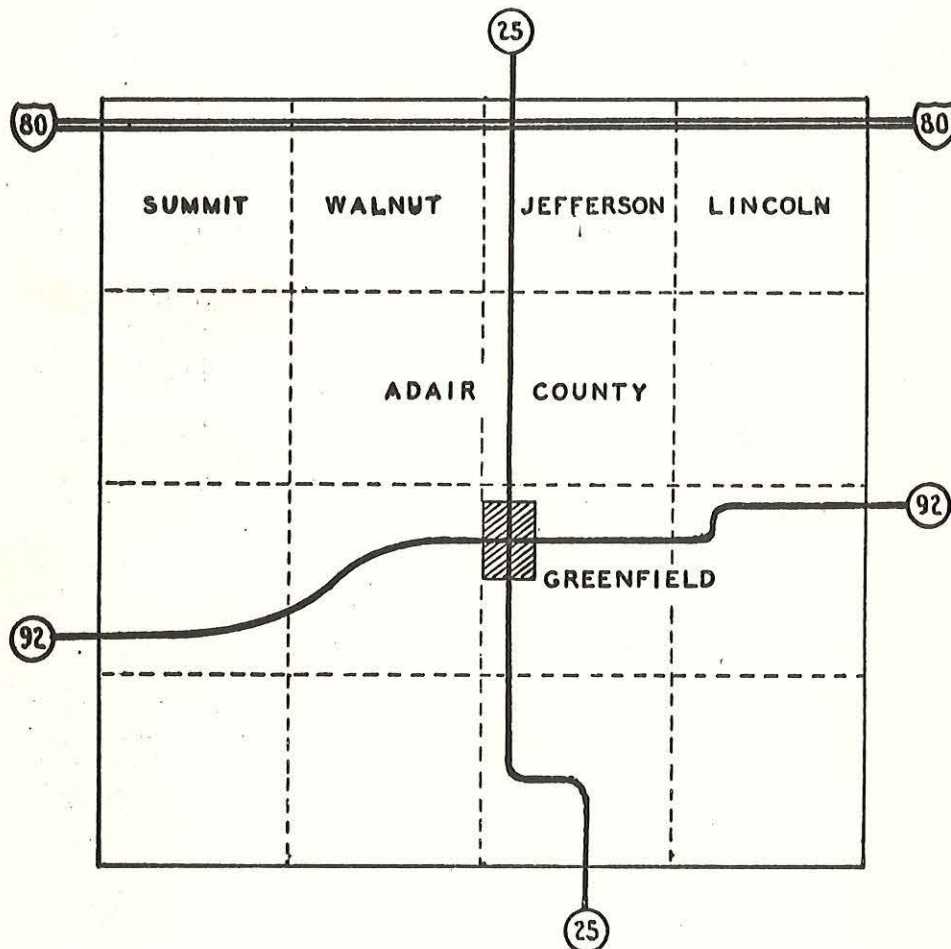 25
80 80
SUMMIT WALNUT JEFFERSON LINCOLN
ADAIR COUNTY
92
GREENFIELD
92
25